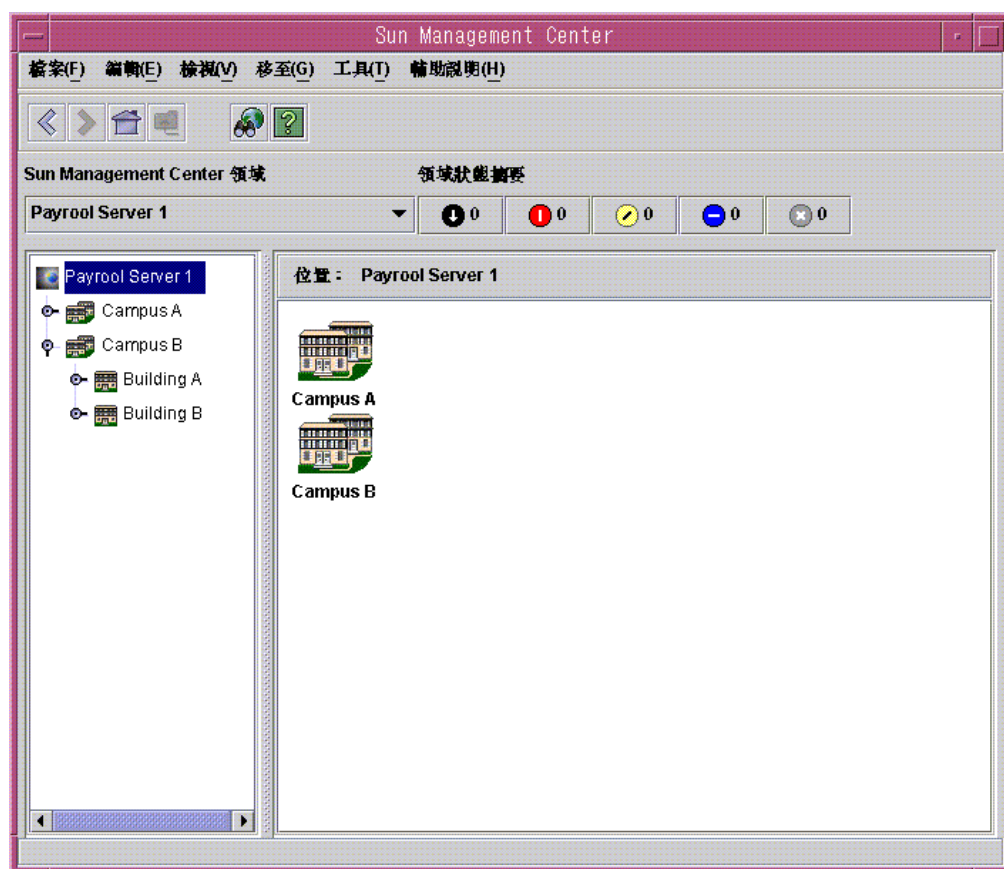 Sun Management Center
檔案(F) 編輯(E) 檢視(V) 移至(G) 工具(T) 輔助說明(H)
Sun Management Center 領域 領域狀態摘要
Payrool Server 1 0 0 0 0 0
Payrool Server 1
位置： Payrool Server 1
Campus A
Campus B
Building A
Building B
Campus A
Campus B